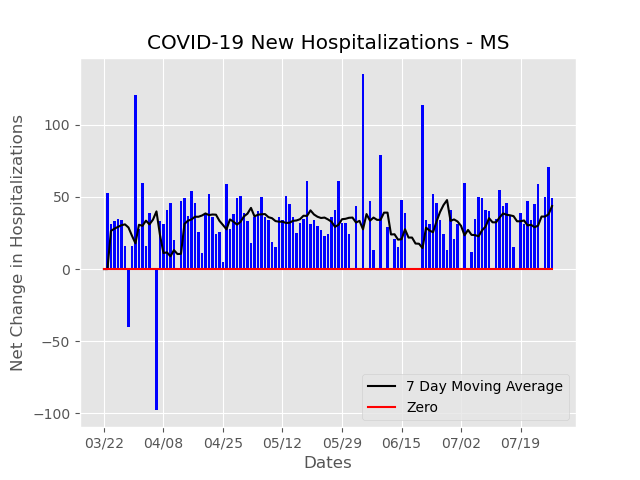 COVID-19 New Hospitalizations - MS
Net Change in Hospitalizations
100
50
0
−50
−100
7 Day Moving Average
Zero
03/22 04/08 04/25 05/12 05/29 06/15 07/02 07/19
Dates